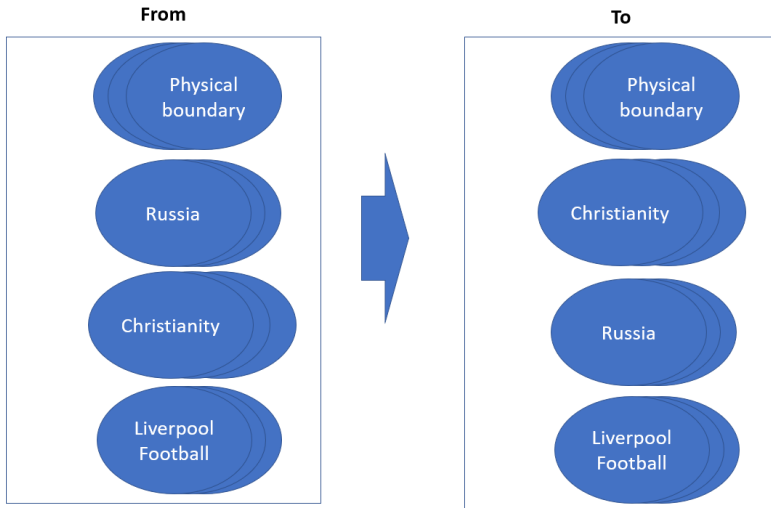 From
To
Physical
boundary
Russia
Christianity
Liverpool
Football
Physical
boundary
Christianity
Russia
Liverpool
Football